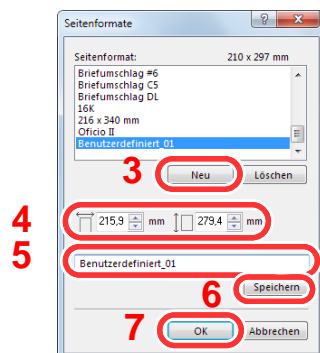 Seitenformate
Seitenformat: 210 x 297 mm
Briefumschlag #6
Briefumschlag C5
Briefumschlag DL
16K
216 x 340 mm
Oficio II
Benutzerdefiniert_01
3 Neu Löschen
4 215,9 mm 279,4 mm
5
Benutzerdefiniert_01
6 Speichern
7 OK Abbrechen